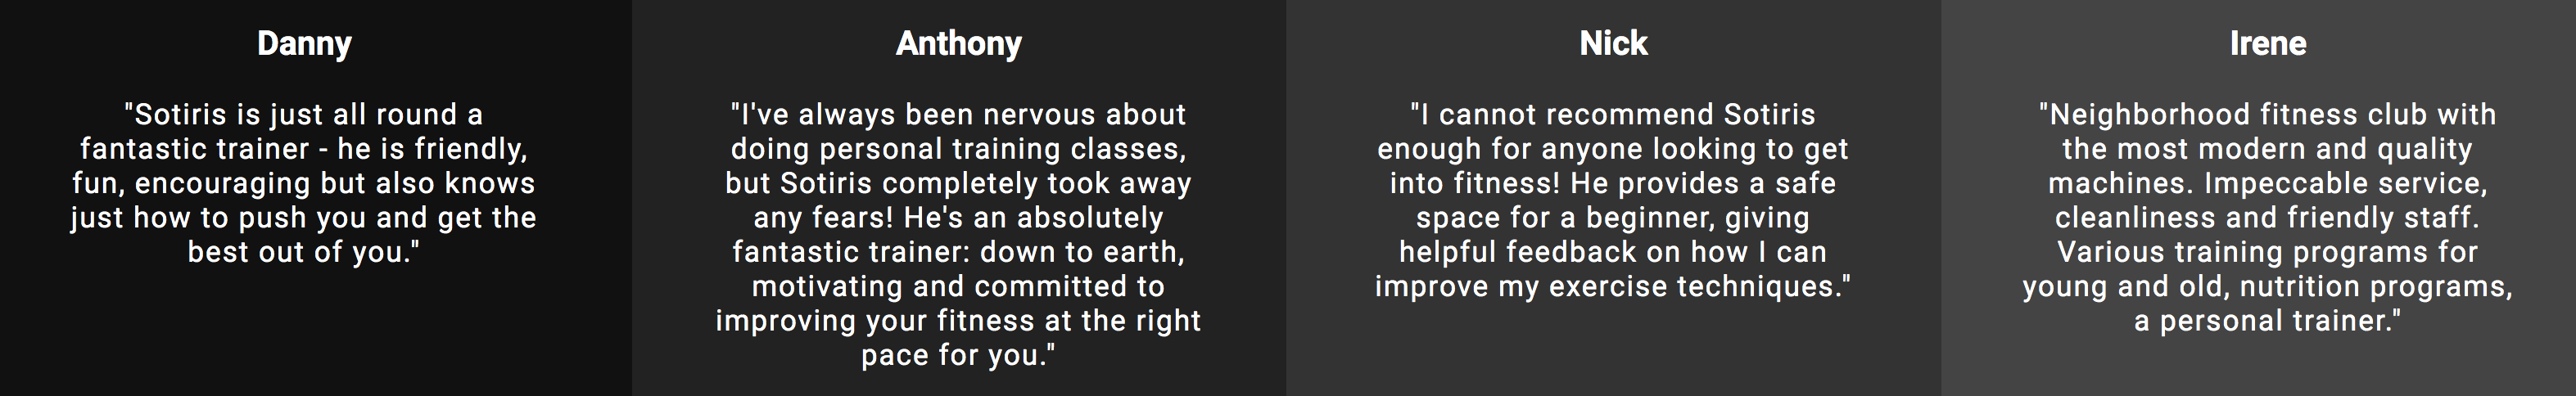 Danny
"Sotiris is just all round a
fantastic trainer - he is friendly,
fun, encouraging but also knows
just how to push you and get the
best out of you."
Anthony
"I've always been nervous about
doing personal training classes,
but Sotiris completely took away
any fears! He's an absolutely
fantastic trainer: down to earth,
motivating and committed to
improving your fitness at the right
pace for you."
Nick
"I cannot recommend Sotiris
enough for anyone looking to get
into fitness! He provides a safe
space for a beginner, giving
helpful feedback on how I can
improve my exercise techniques."
Irene
"Neighborhood fitness club with
the most modern and quality
machines. Impeccable service,
cleanliness and friendly staff.
Various training programs for
young and old, nutrition programs,
a personal trainer."